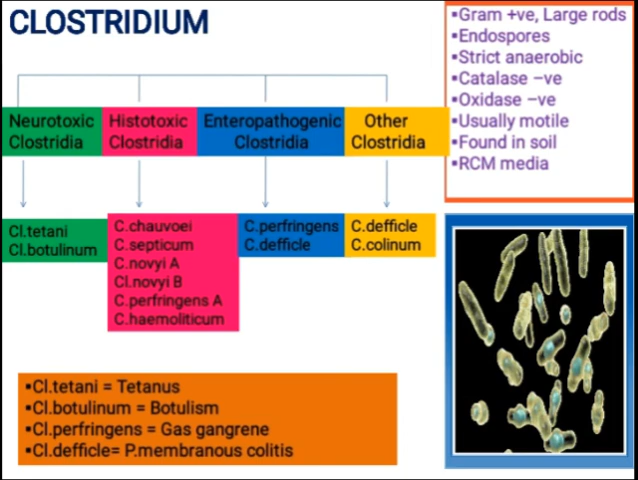 CLOSTRIDIUM
▪Gram +ve, Large rods
▪Endospores
▪Strict anaerobic
▪Catalase –ve
▪Oxidase –ve
▪Usually motile
▪Found in soil
▪RCM media
Neurotoxic
Clostridia
Histotoxic
Clostridia
Enteropathogenic
Clostridia
Other
Clostridia
Cl.tetani
Cl.botulinum
C.chauvoei
C.septicum
C.novyi A
Cl.novyi B
C.perfringens A
C.haemoliticum
C.perfringens
C.defficle
C.defficle
C.colinum
▪Cl.tetani = Tetanus
▪Cl.botulinum = Botulism
▪Cl.perfringens = Gas gangrene
▪Cl.defficle= P.membranous colitis